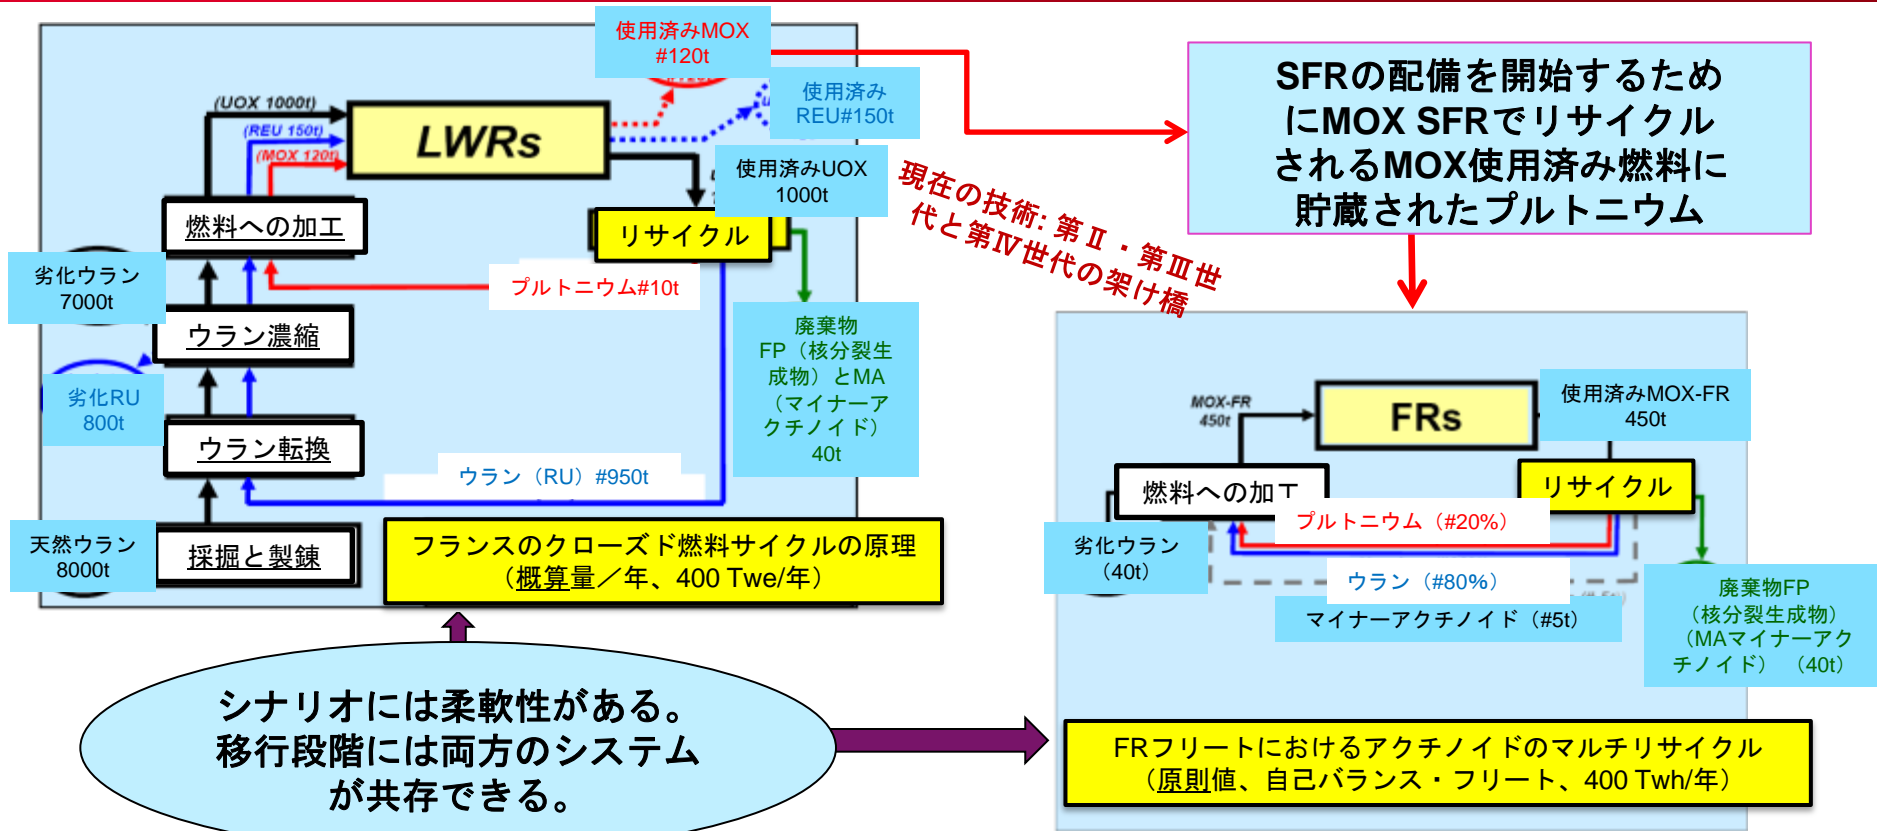 使用済みMOX
#120t
使用済み
REU#150t
(UOX 1000t)
(REU 150t)
(MOX 120t)
LWRs
使用済みUOX
1000t
燃料への加工
リサイクル
劣化ウラン
7000t
プルトニウム#10t
ウラン濃縮
廃棄物
FP（核分裂生
成物）とMA
（マイナーア
クチノイド）
40t
劣化RU
800t
ウラン転換
ウラン（RU）#950t
天然ウラン
8000t
採掘と製錬
フランスのクローズド燃料サイクルの原理
（概算量／年、400 Twe/年）
現在の技術: 第Ⅱ・第Ⅲ世
代と第Ⅳ世代の架け橋
SFRの配備を開始するため
にMOX SFRでリサイクル
されるMOX使用済み燃料に
貯蔵されたプルトニウム
MOX-FR
450t
FRs
使用済みMOX-FR
450t
燃料への加工
リサイクル
プルトニウム（#20%）
劣化ウラン
（40t）
ウラン（#80%）
マイナーアクチノイド（#5t）
廃棄物FP
（核分裂生成物）
（MAマイナーアク
チノイド） （40t）
シナリオには柔軟性がある。
移行段階には両方のシステム
が共存できる。
FRフリートにおけるアクチノイドのマルチリサイクル
（原則値、自己バランス・フリート、400 Twh/年）